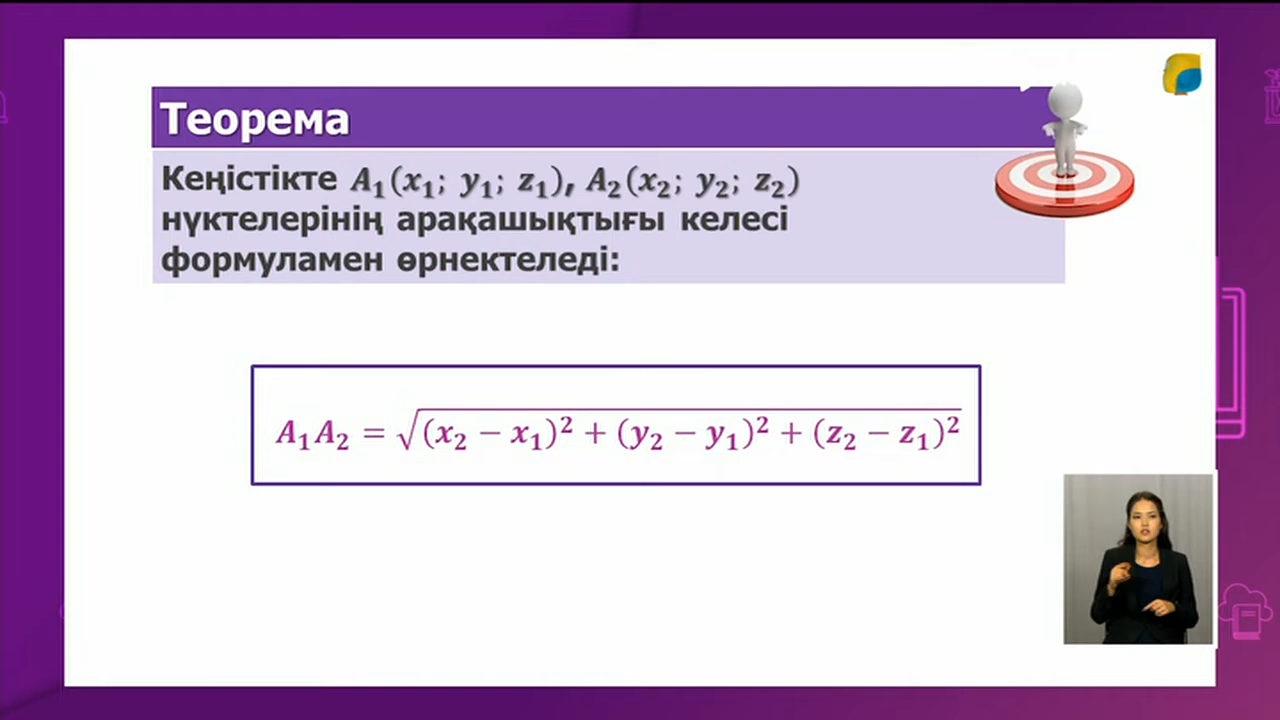 Теорема
Кеңістікте A₁(x₁; y₁; z₁), A₂(x₂; y₂; z₂)
нүктелерінің арақашықтығы келесі
формуламен өрнектеледі:
A₁A₂ = √((x₂ − x₁)² + (y₂ − y₁)² + (z₂ − z₁)²)